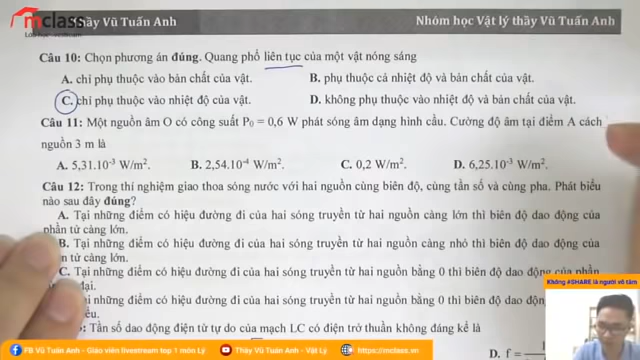 mclass
Lớp học video
Thầy Vũ Tuấn Anh
Nhóm học Vật lý thầy Vũ Tuấn Anh
Câu 10: Chọn phương án đúng. Quang phổ liên tục của một vật nóng sáng
A. chỉ phụ thuộc vào bản chất của vật. B. phụ thuộc cả nhiệt độ và bản chất của vật.
C. chỉ phụ thuộc vào nhiệt độ của vật. D. không phụ thuộc vào nhiệt độ và bản chất của vật.
Câu 11: Một nguồn âm O có công suất P₀ = 0,6 W phát sóng âm dạng hình cầu. Cường độ âm tại điểm A cách
nguồn 3 m là
A. 5,31.10⁻³ W/m². B. 2,54.10⁻⁴ W/m². C. 0,2 W/m². D. 6,25.10⁻³ W/m².
Câu 12: Trong thí nghiệm giao thoa sóng nước với hai nguồn cùng biên độ, cùng tần số và cùng pha. Phát biểu
nào sau đây đúng?
A. Tại những điểm có hiệu đường đi của hai sóng truyền từ hai nguồn càng lớn thì biên độ dao động của
phần tử càng lớn.
B. Tại những điểm có hiệu đường đi của hai sóng truyền từ hai nguồn càng nhỏ thì biên độ dao động của
tử càng lớn.
C. Tại những điểm có hiệu đường đi của hai sóng truyền từ hai nguồn bằng 0 thì biên độ dao động của phần
đại.
những điểm có hiệu đường đi của hai sóng truyền từ hai nguồn bằng 0 thì biên độ dao động
Tần số dao động điện từ tự do của mạch LC có điện trở thuần không đáng kể là
D. f =
Không #SHARE là người vô tâm
FB Vũ Tuấn Anh - Giáo viên livestream top 1 môn Lý
Vũ Tuấn Anh - Vật Lý
https://mclass.vn